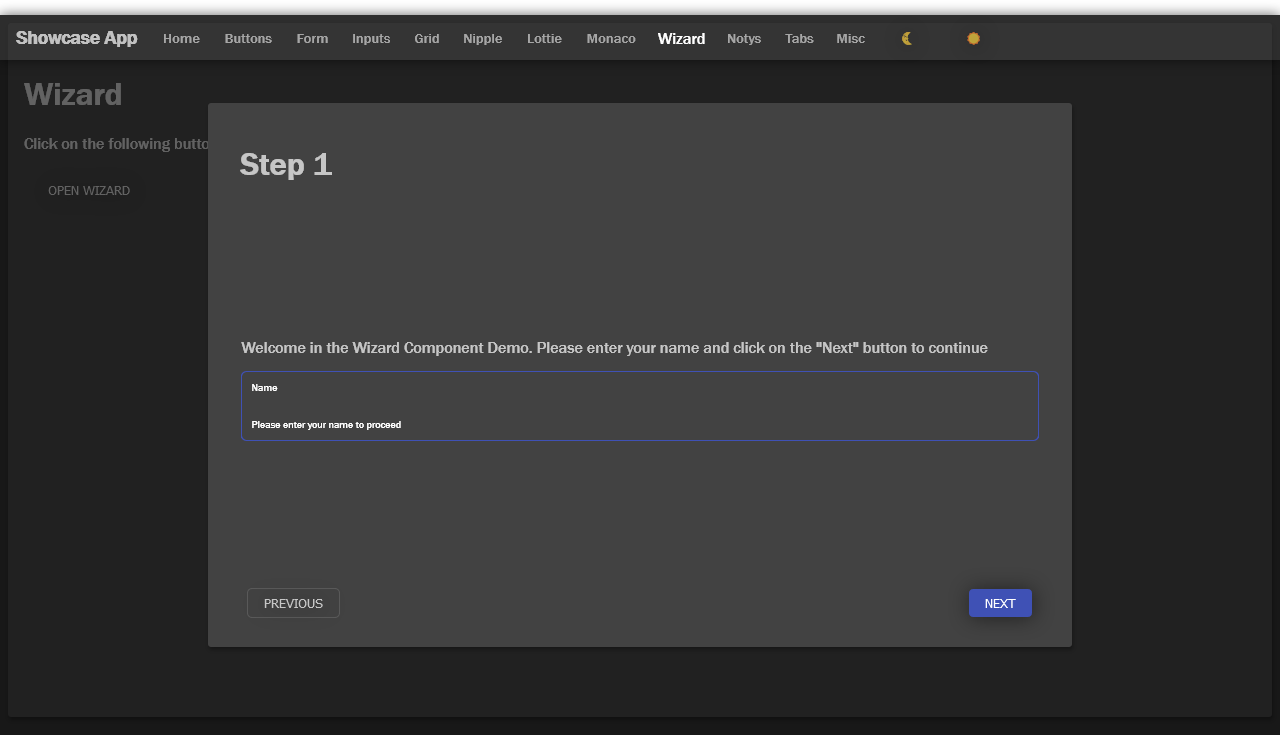 Showcase App Home Buttons Form Inputs Grid Nipple Lottie Monaco Wizard Notys Tabs Misc
Wizard
Click on the following butto
OPEN WIZARD
Step 1
Welcome in the Wizard Component Demo. Please enter your name and click on the "Next" button to continue
Name
Please enter your name to proceed
PREVIOUS NEXT